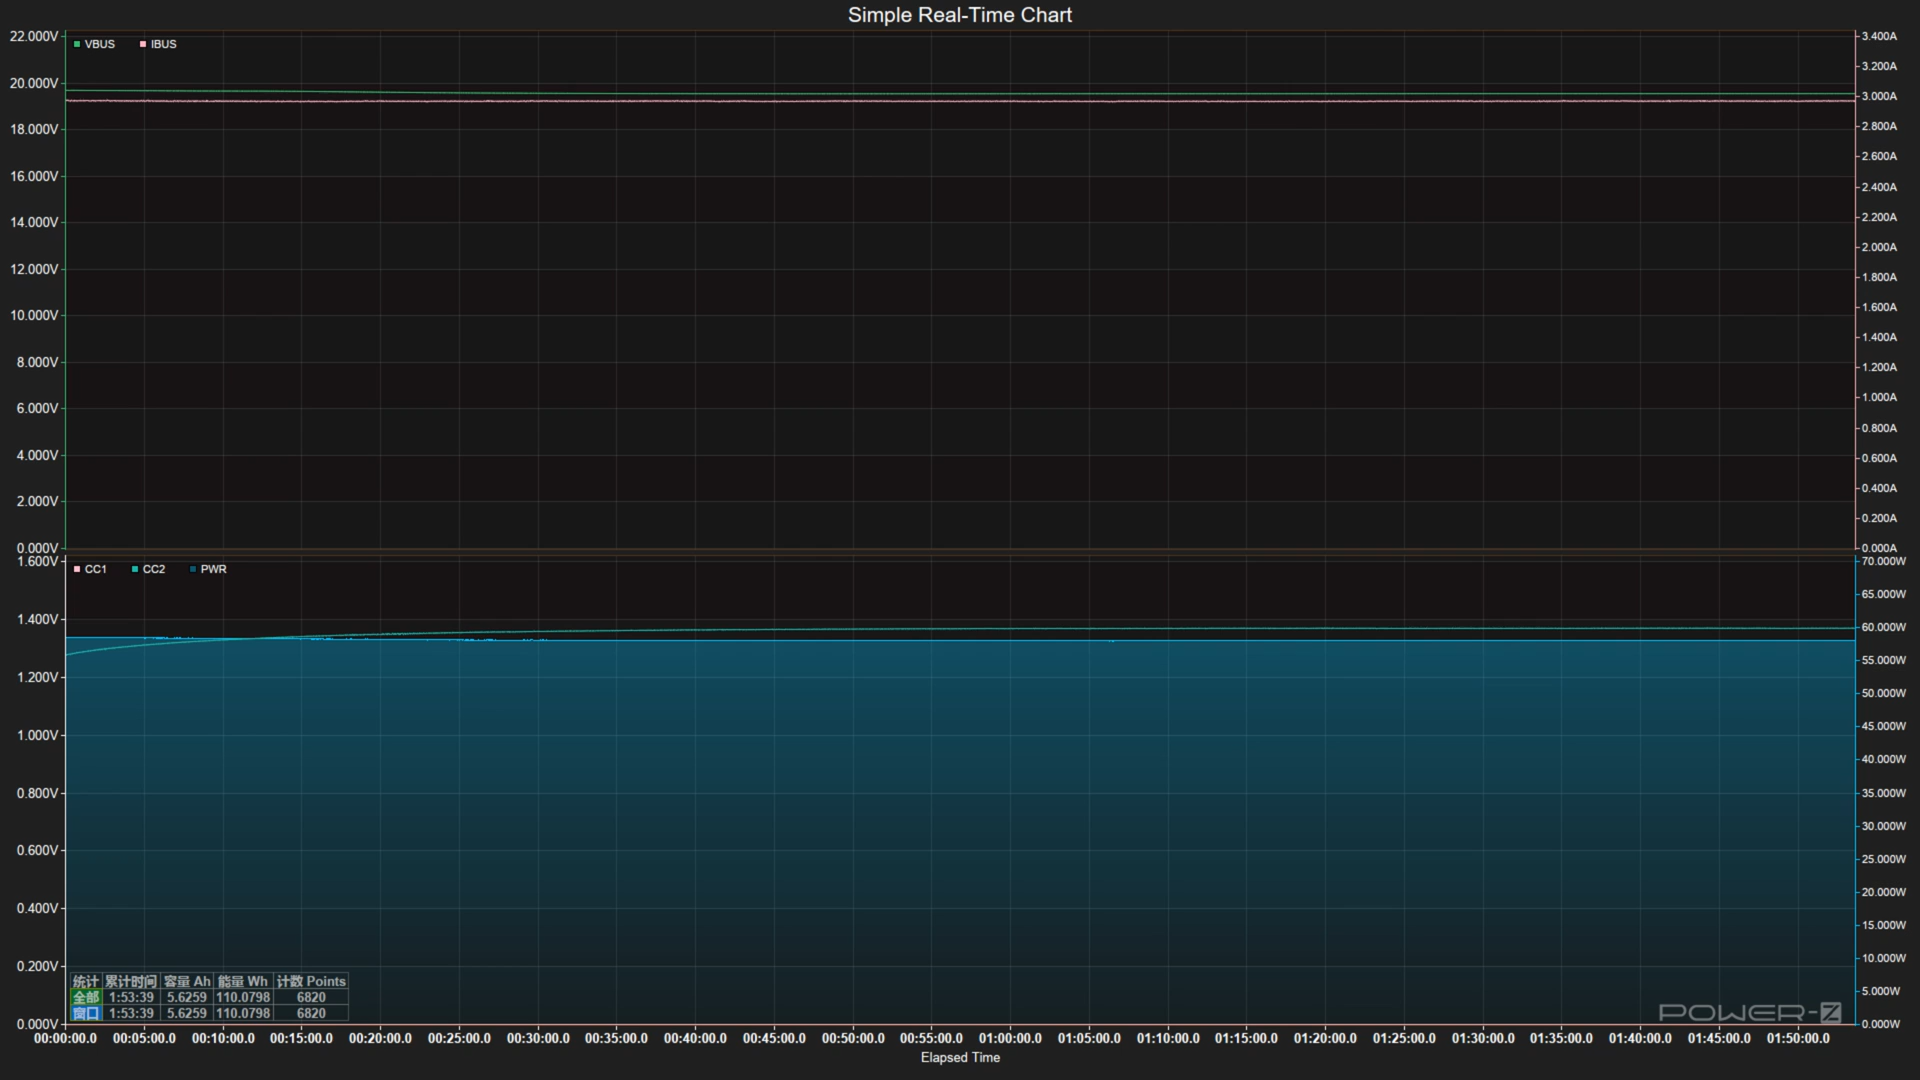 Simple Real-Time Chart
VBUS IBUS
22.000V
20.000V
18.000V
16.000V
14.000V
12.000V
10.000V
8.000V
6.000V
4.000V
2.000V
0.000V
3.400A
3.200A
3.000A
2.800A
2.600A
2.400A
2.200A
2.000A
1.800A
1.600A
1.400A
1.200A
1.000A
0.800A
0.600A
0.400A
0.200A
0.000A
CC1 CC2 PWR
1.600V
1.400V
1.200V
1.000V
0.800V
0.600V
0.400V
0.200V
0.000V
70.000W
65.000W
60.000W
55.000W
50.000W
45.000W
40.000W
35.000W
30.000W
25.000W
20.000W
15.000W
10.000W
5.000W
0.000W
统计 累计时间 容量 Ah 能量 Wh 计数 Points
全部 1:53:39 5.6259 110.0798 6820
窗口 1:53:39 5.6259 110.0798 6820
POWER-Z
00:00:00.0 00:05:00.0 00:10:00.0 00:15:00.0 00:20:00.0 00:25:00.0 00:30:00.0 00:35:00.0 00:40:00.0 00:45:00.0 00:50:00.0 00:55:00.0 01:00:00.0 01:05:00.0 01:10:00.0 01:15:00.0 01:20:00.0 01:25:00.0 01:30:00.0 01:35:00.0 01:40:00.0 01:45:00.0 01:50:00.0
Elapsed Time